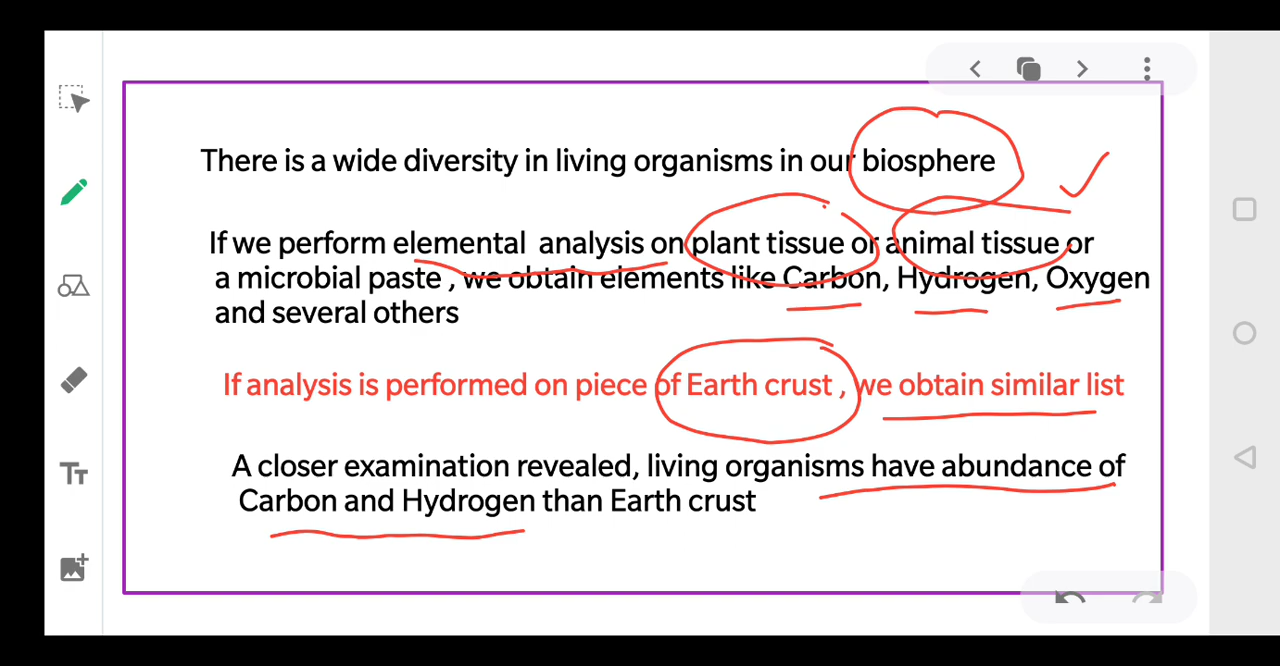 There is a wide diversity in living organisms in our biosphere
If we perform elemental analysis on plant tissue or animal tissue or
a microbial paste , we obtain elements like Carbon, Hydrogen, Oxygen
and several others
If analysis is performed on piece of Earth crust , we obtain similar list
A closer examination revealed, living organisms have abundance of
Carbon and Hydrogen than Earth crust
TT